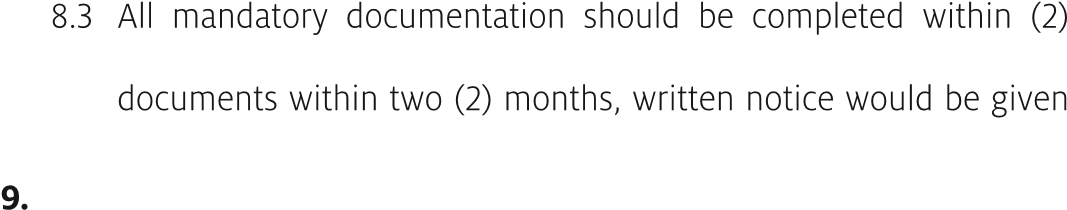 8.3 All mandatory documentation should be completed within (2)
documents within two (2) months, written notice would be given
9.